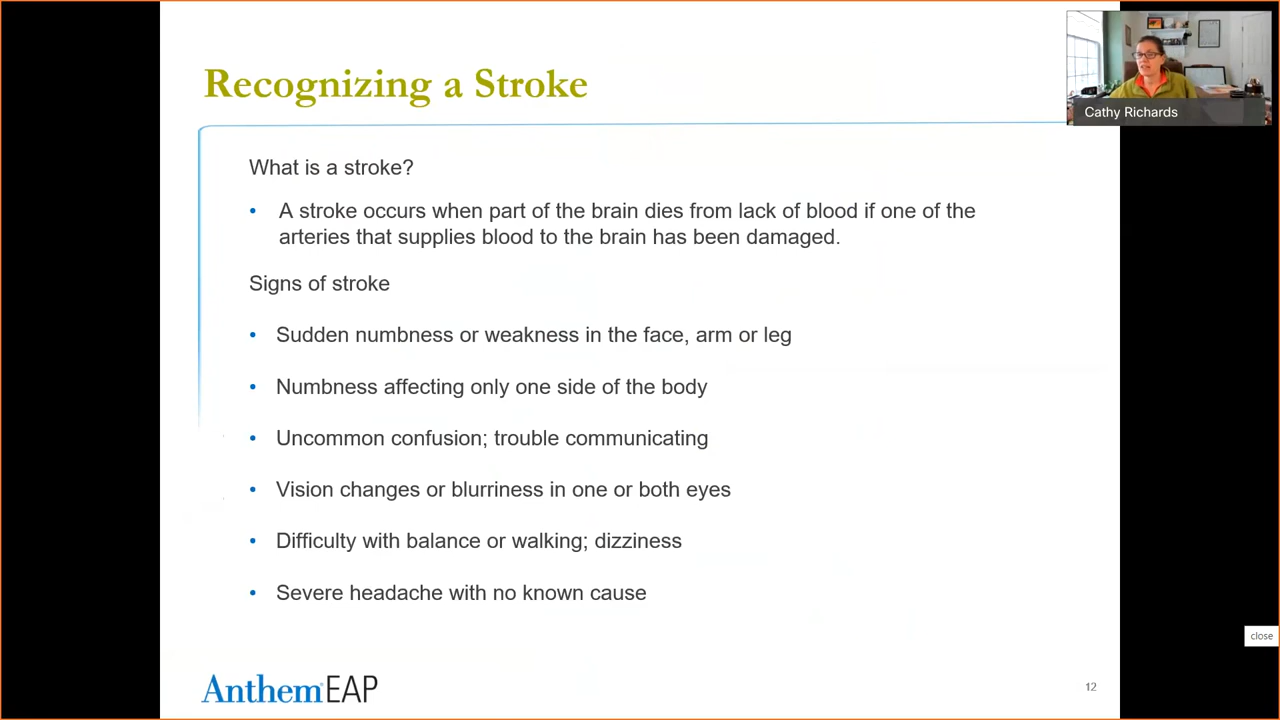 Recognizing a Stroke
Cathy Richards
What is a stroke?
• A stroke occurs when part of the brain dies from lack of blood if one of the
arteries that supplies blood to the brain has been damaged.
Signs of stroke
• Sudden numbness or weakness in the face, arm or leg
• Numbness affecting only one side of the body
• Uncommon confusion; trouble communicating
• Vision changes or blurriness in one or both eyes
• Difficulty with balance or walking; dizziness
• Severe headache with no known cause
close
Anthem EAP
12